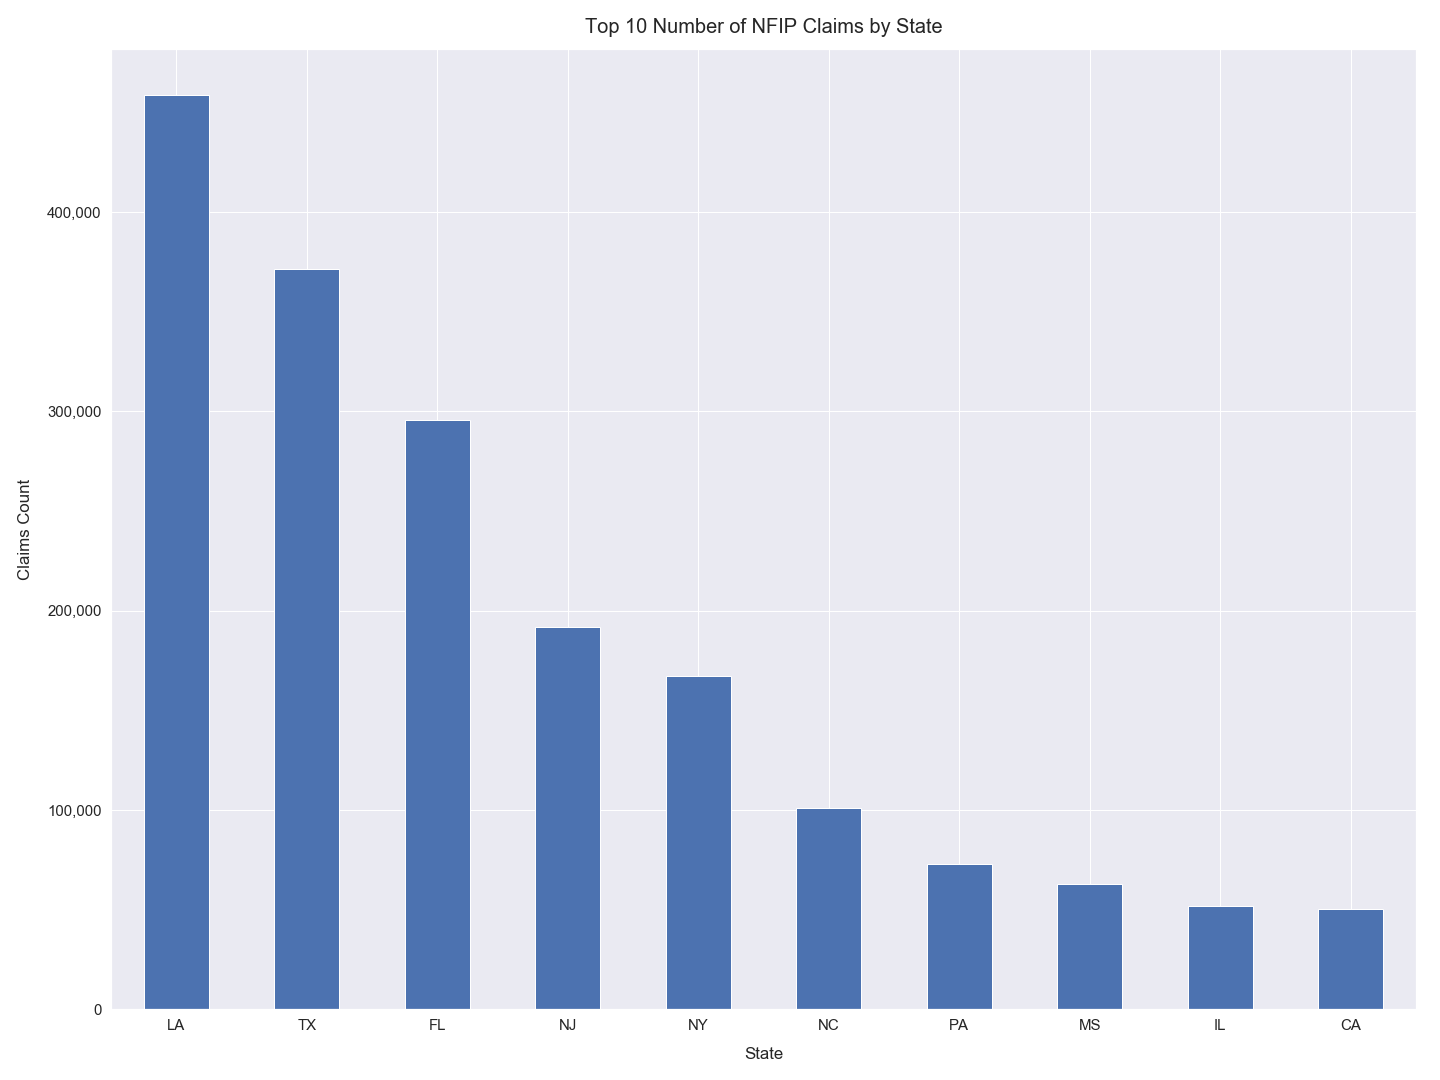 Top 10 Number of NFIP Claims by State
Claims Count
400,000
300,000
200,000
100,000
0
LA TX FL NJ NY NC PA MS IL CA
State